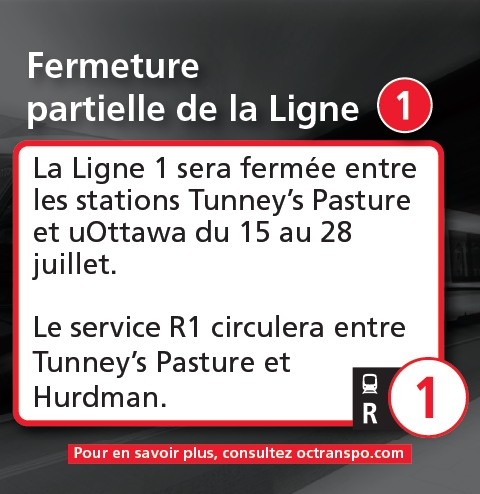 Fermeture
partielle de la Ligne 1
La Ligne 1 sera fermée entre
les stations Tunney's Pasture
et uOttawa du 15 au 28
juillet.
Le service R1 circulera entre
Tunney's Pasture et
Hurdman.
R 1
Pour en savoir plus, consultez octranspo.com